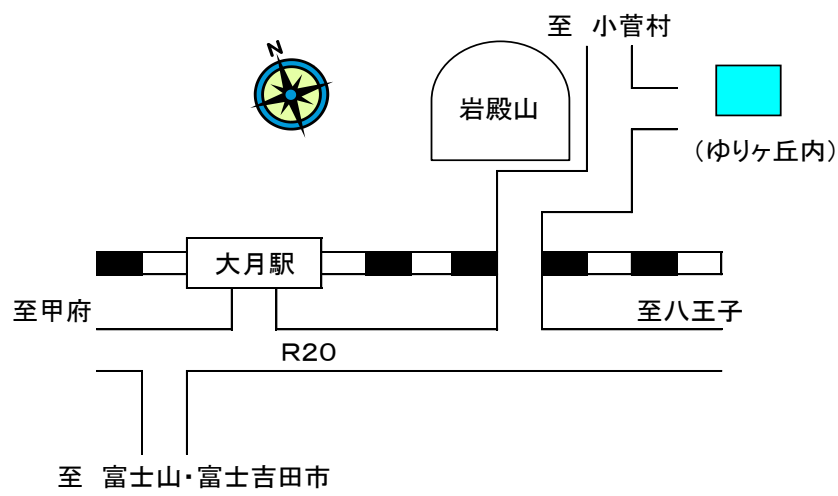 至 小菅村
N
岩殿山
(ゆりヶ丘内)
大月駅
至甲府
至八王子
R20
至 富士山・富士吉田市